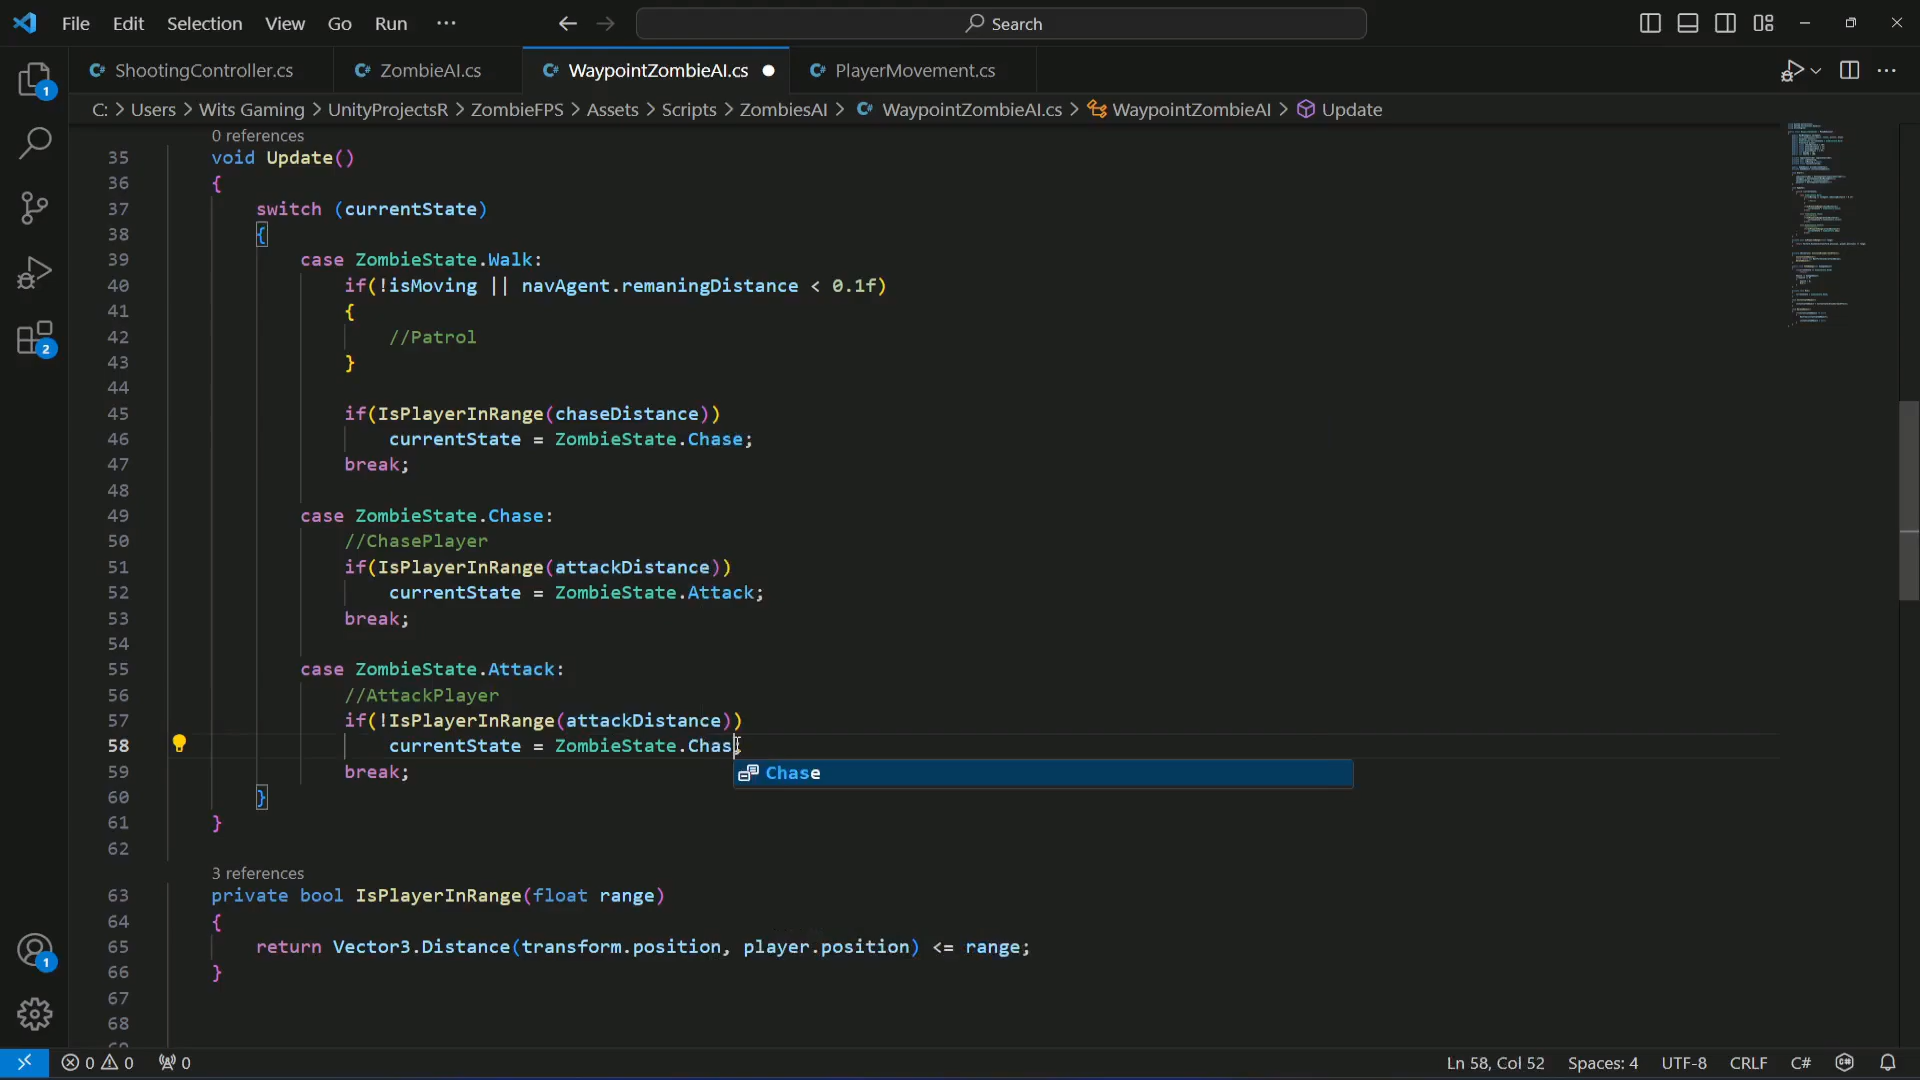 File Edit Selection View Go Run ···
Search
ShootingController.cs
ZombieAI.cs
WaypointZombieAI.cs
PlayerMovement.cs
C: > Users > Wits Gaming > UnityProjectsR > ZombieFPS > Assets > Scripts > ZombiesAI > WaypointZombieAI.cs > WaypointZombieAI > Update
0 references
35 void Update()
36 {
37 switch (currentState)
38 {
39 case ZombieState.Walk:
40 if(!isMoving || navAgent.remaningDistance < 0.1f)
41 {
42 //Patrol
43 }
44
45 if(IsPlayerInRange(chaseDistance))
46 currentState = ZombieState.Chase;
47 break;
48
49 case ZombieState.Chase:
50 //ChasePlayer
51 if(IsPlayerInRange(attackDistance))
52 currentState = ZombieState.Attack;
53 break;
54
55 case ZombieState.Attack:
56 //AttackPlayer
57 if(!IsPlayerInRange(attackDistance))
58 currentState = ZombieState.Chas;
Chase
59 break;
60 }
61 }
62
3 references
63 private bool IsPlayerInRange(float range)
64 {
65 return Vector3.Distance(transform.position, player.position) <= range;
66 }
67
68
1
2
1
0 0 0
Ln 58, Col 52 Spaces: 4 UTF-8 CRLF C#